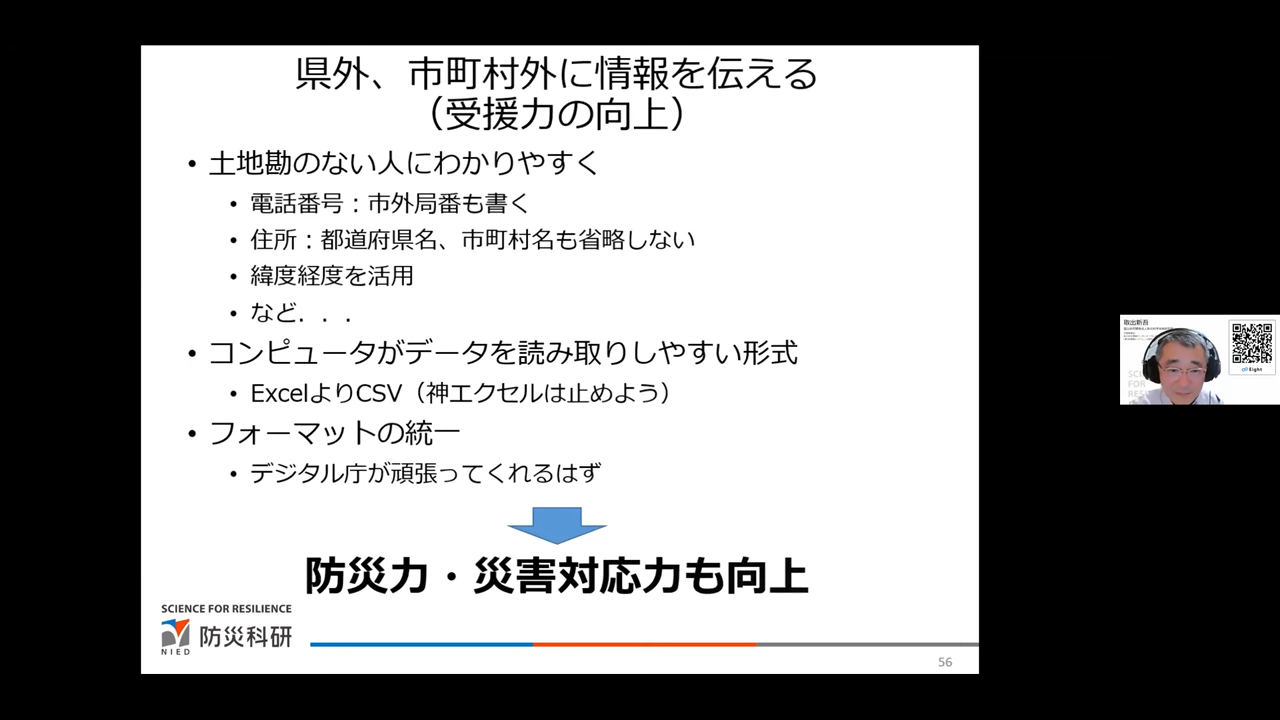 県外、市町村外に情報を伝える
（受援力の向上）
• 土地勘のない人にわかりやすく
• 電話番号：市外局番も書く
• 住所：都道府県名、市町村名も省略しない
• 緯度経度を活用
• など．．．
• コンピュータがデータを読み取りしやすい形式
• ExcelよりCSV（神エクセルは止めよう）
• フォーマットの統一
• デジタル庁が頑張ってくれるはず
防災力・災害対応力も向上
SCIENCE FOR RESILIENCE
防災科研
NIED
56
取出新吾
SCI
FOR
RES
Eight